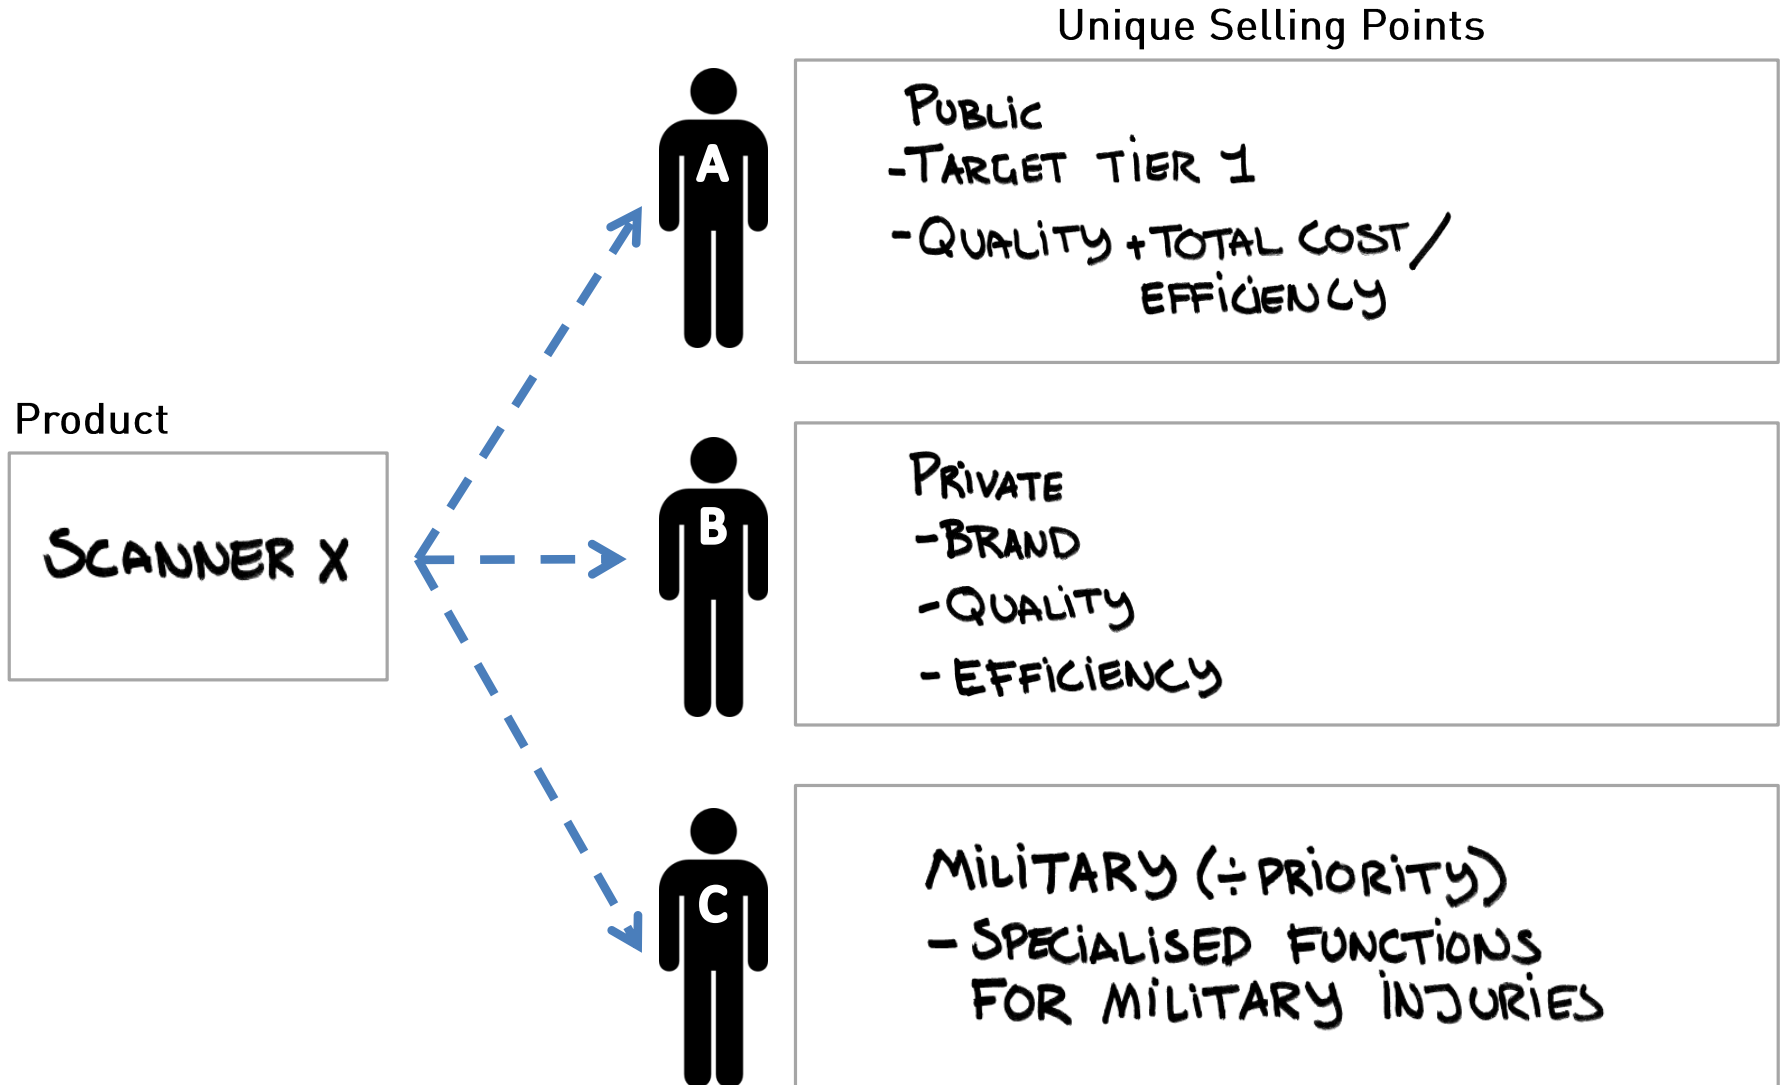 Unique Selling Points
A
PUBLIC
-TARGET TIER 1
-QUALITY + TOTAL COST/
EFFICIENCY
Product
SCANNER X
B
PRIVATE
-BRAND
-QUALITY
-EFFICIENCY
C
MILITARY (÷PRIORITY)
- SPECIALISED FUNCTIONS
FOR MILITARY INJURIES